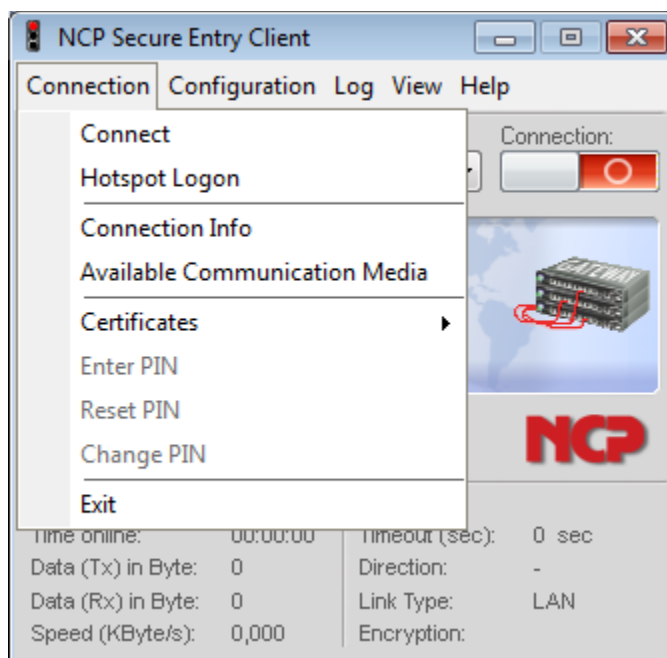 NCP Secure Entry Client
Connection Configuration Log View Help
Connect
Connection:
Hotspot Logon
Connection Info
Available Communication Media
GATEWAY
Certificates
Enter PIN
Reset PIN
Change PIN
NCP
Exit
Time online: 00:00:00 Timeout (sec): 0 sec
Data (Tx) in Byte: 0 Direction: -
Data (Rx) in Byte: 0 Link Type: LAN
Speed (KByte/s): 0,000 Encryption: